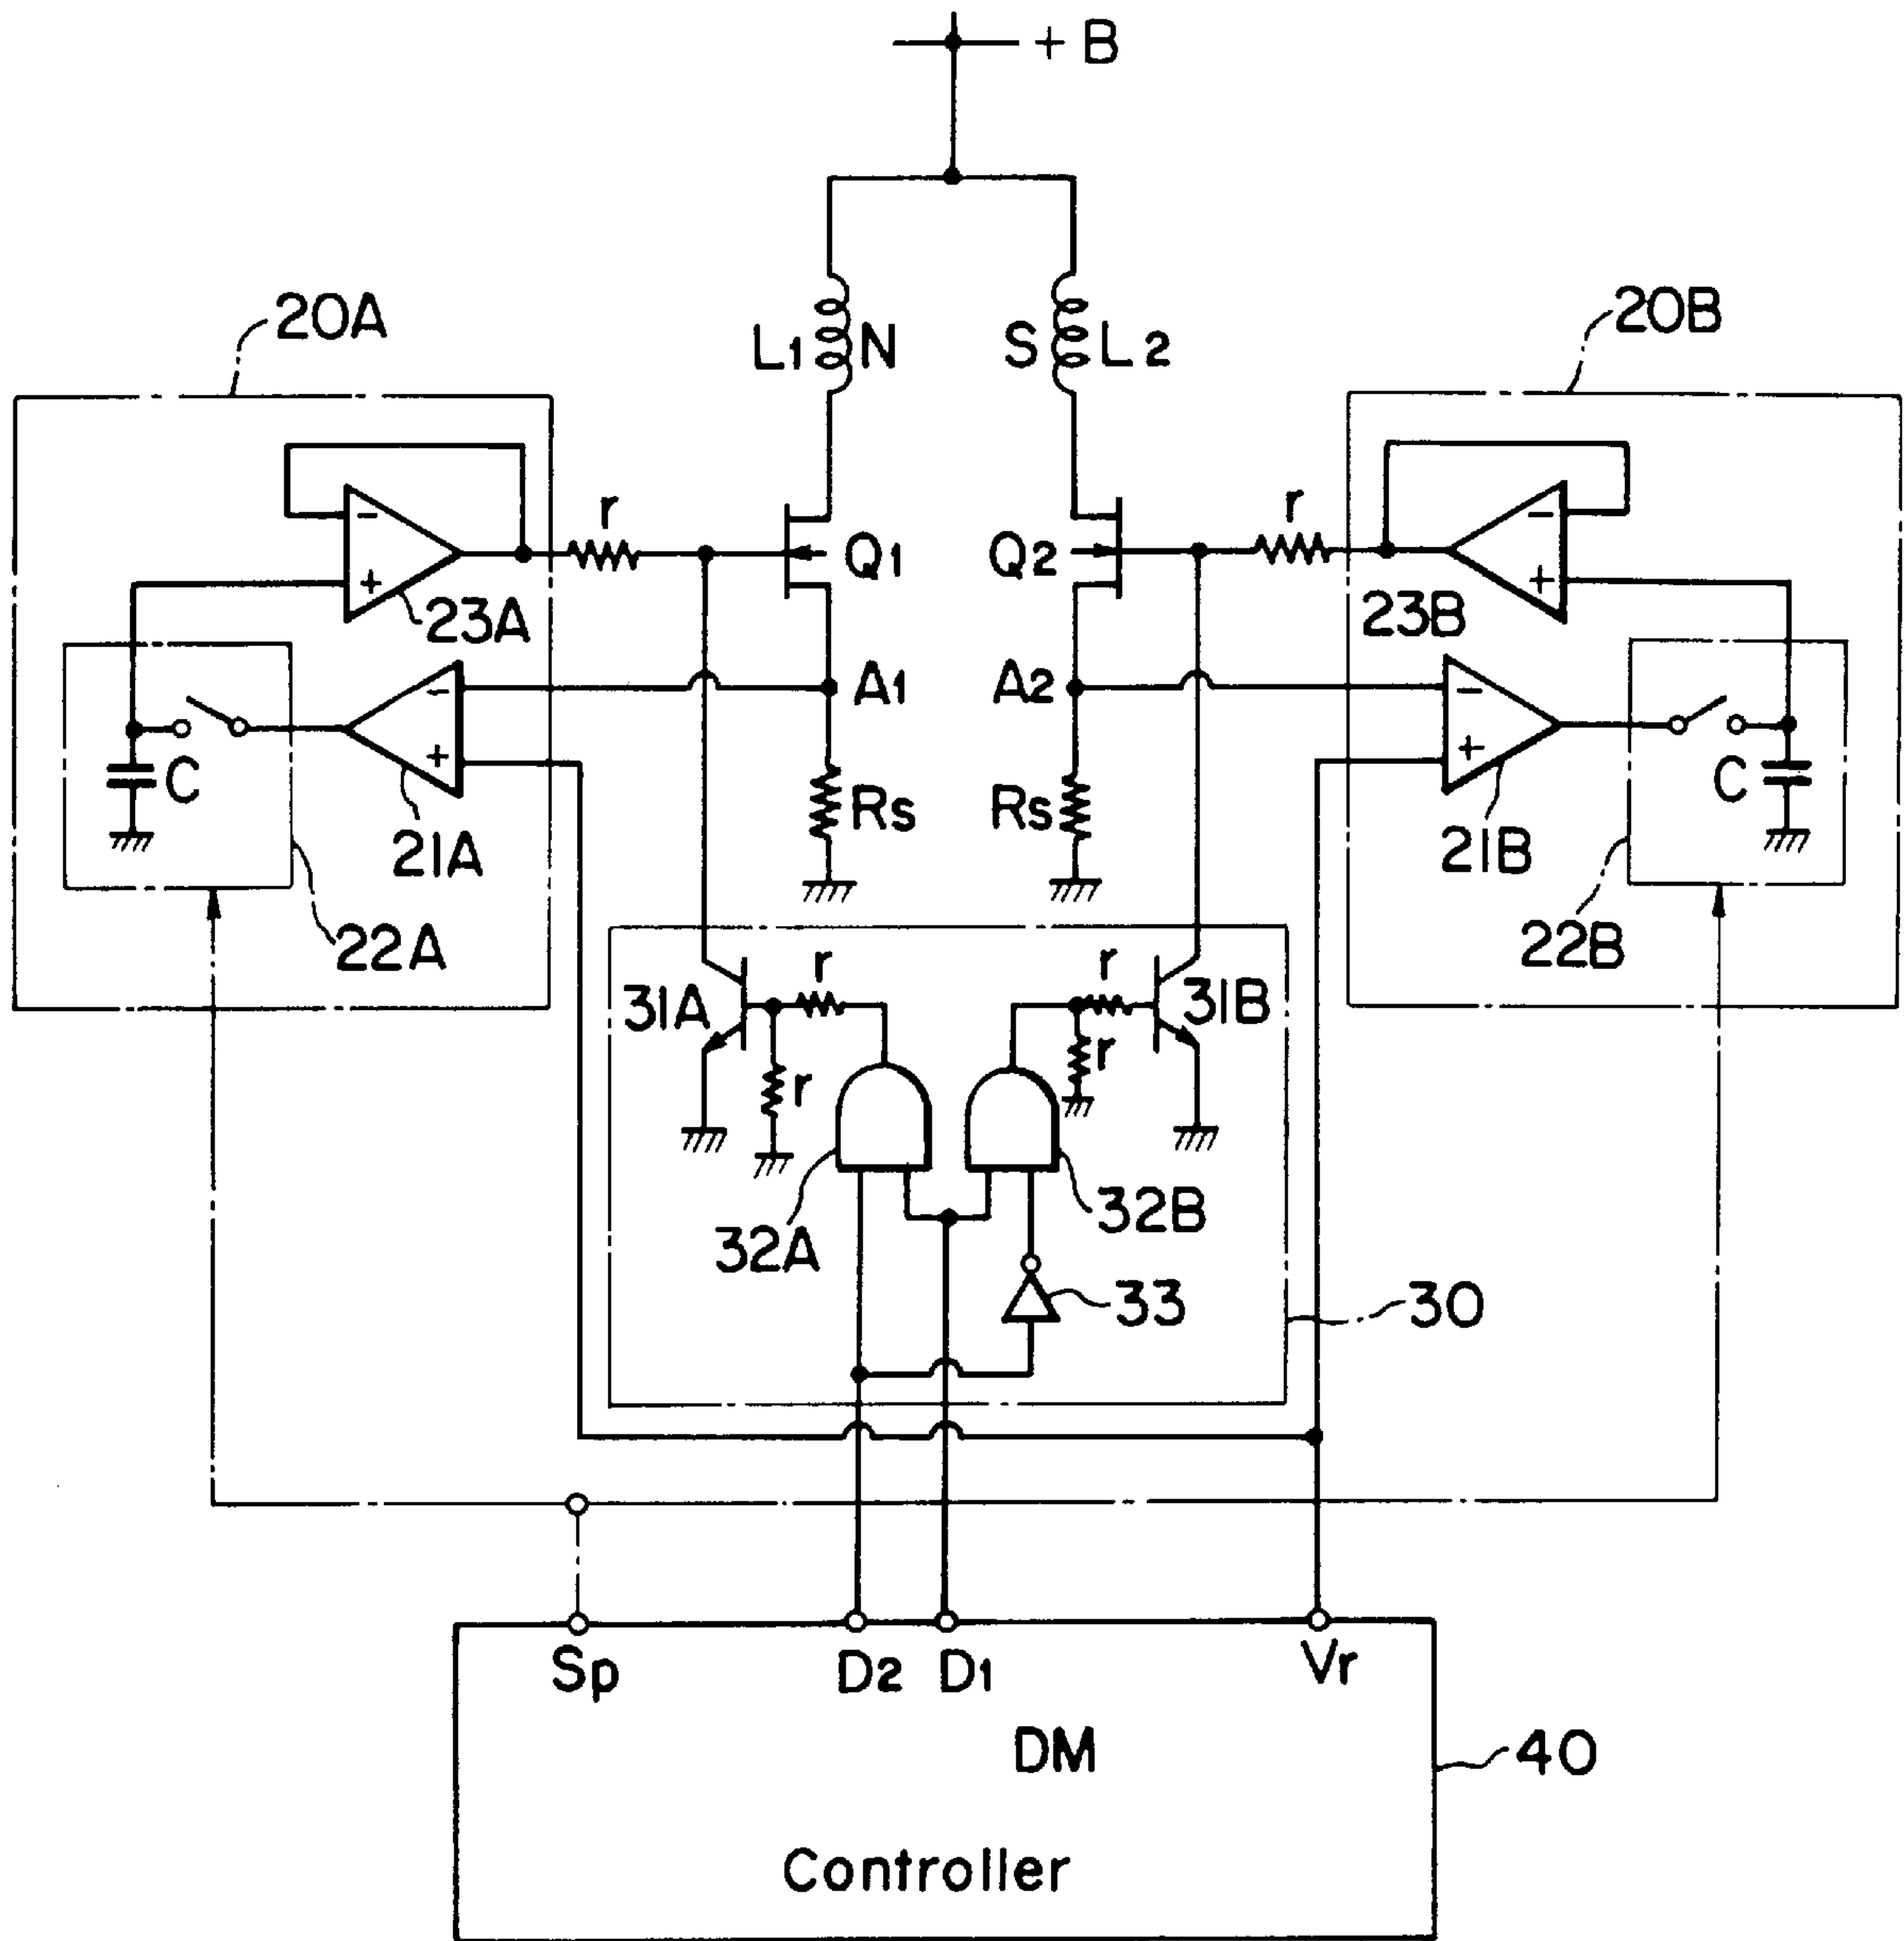 +B
20A
L1 N
S L2
20B
r
Q1
Q2
r
-
+
23A
-
+
23B
A1
A2
-
+
C
21A
Rs
Rs
-
+
21B
C
22A
22B
31A
r
r
31B
r
r
32A
32B
33
30
Sp
D2
D1
Vr
DM
40
Controller